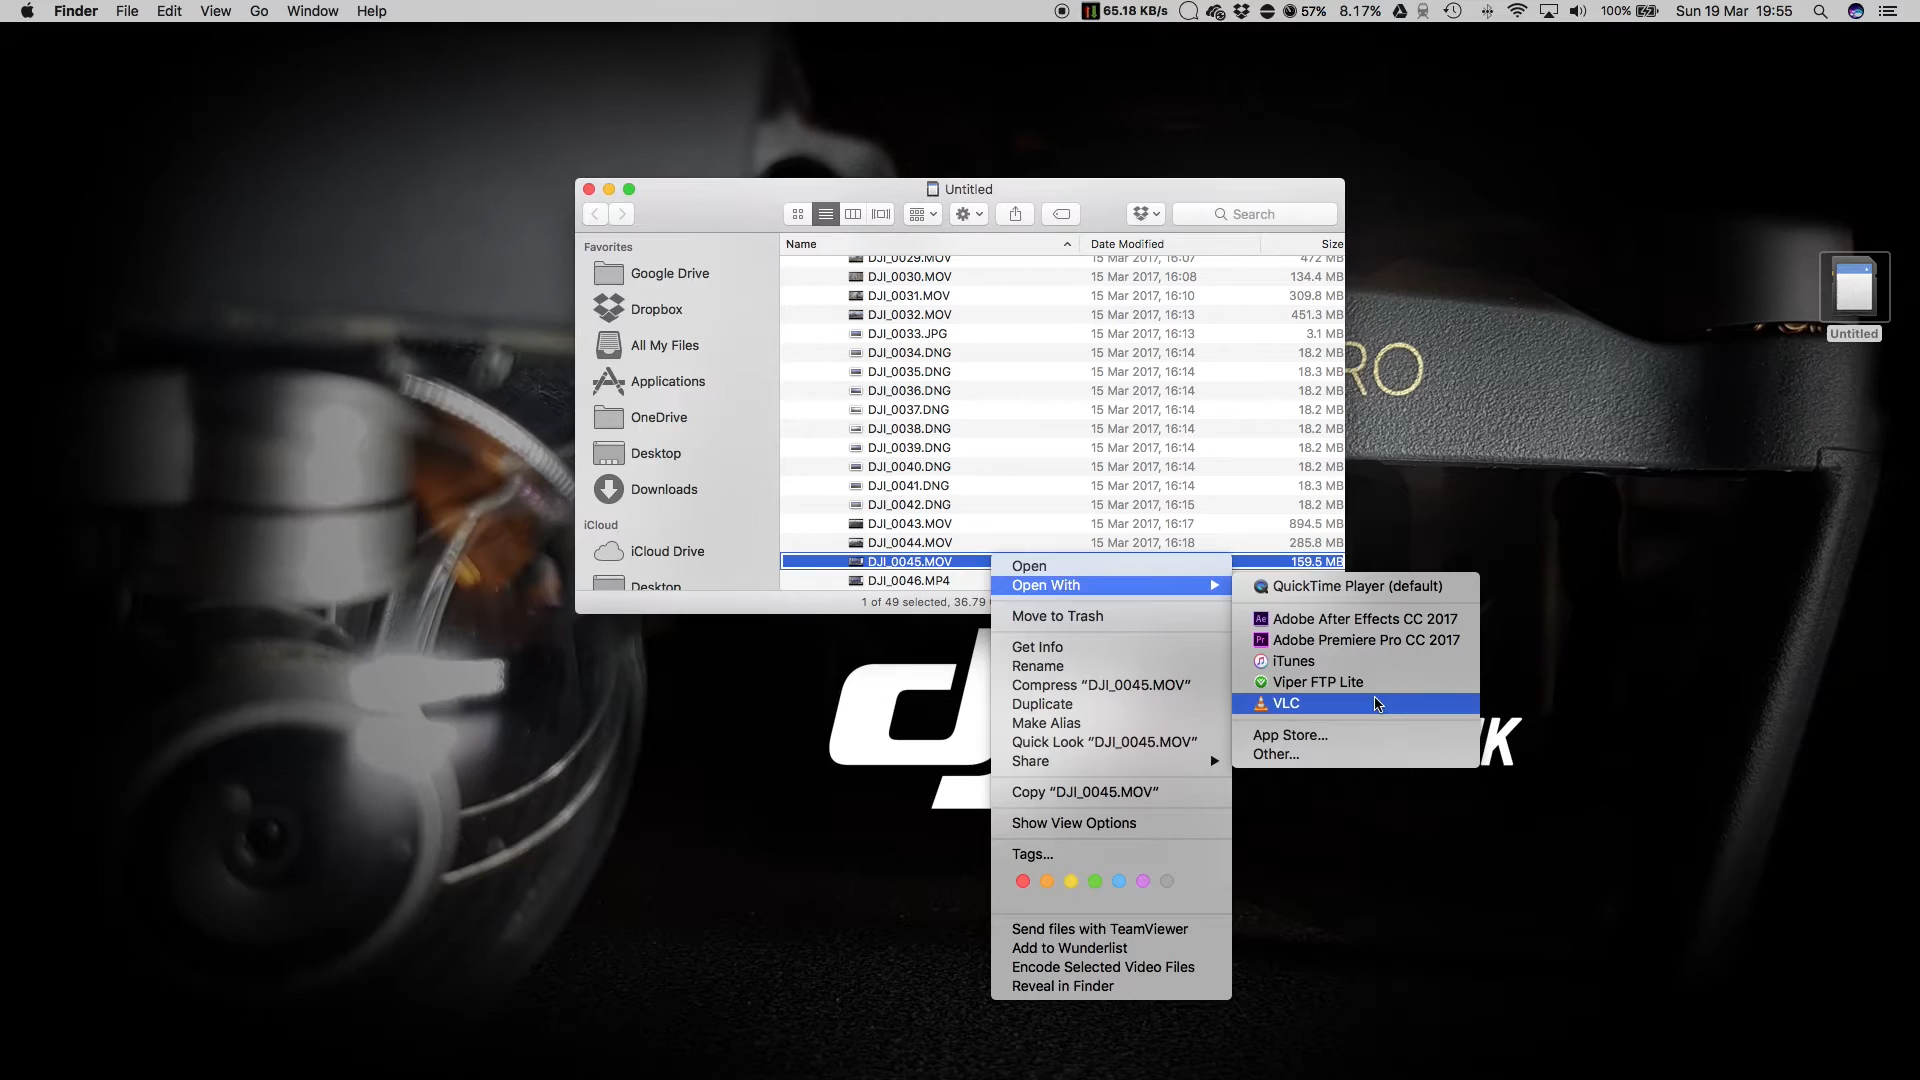 Finder File Edit View Go Window Help
65.18 KB/s 57% 8.17% 100% Sun 19 Mar 19:55
Untitled
Search
Favorites
Google Drive
Dropbox
All My Files
Applications
OneDrive
Desktop
Downloads
iCloud
iCloud Drive
Desktop
Name Date Modified Size
DJI_0029.MOV 15 Mar 2017, 16:07 472 MB
DJI_0030.MOV 15 Mar 2017, 16:08 134.4 MB
DJI_0031.MOV 15 Mar 2017, 16:10 309.8 MB
DJI_0032.MOV 15 Mar 2017, 16:13 451.3 MB
DJI_0033.JPG 15 Mar 2017, 16:13 3.1 MB
DJI_0034.DNG 15 Mar 2017, 16:14 18.2 MB
DJI_0035.DNG 15 Mar 2017, 16:14 18.3 MB
DJI_0036.DNG 15 Mar 2017, 16:14 18.2 MB
DJI_0037.DNG 15 Mar 2017, 16:14 18.2 MB
DJI_0038.DNG 15 Mar 2017, 16:14 18.2 MB
DJI_0039.DNG 15 Mar 2017, 16:14 18.2 MB
DJI_0040.DNG 15 Mar 2017, 16:14 18.2 MB
DJI_0041.DNG 15 Mar 2017, 16:14 18.3 MB
DJI_0042.DNG 15 Mar 2017, 16:15 18.2 MB
DJI_0043.MOV 15 Mar 2017, 16:17 894.5 MB
DJI_0044.MOV 15 Mar 2017, 16:18 285.8 MB
DJI_0045.MOV 159.5 MB
DJI_0046.MP4
1 of 49 selected, 36.79
Open
Open With
Move to Trash
Get Info
Rename
Compress “DJI_0045.MOV”
Duplicate
Make Alias
Quick Look “DJI_0045.MOV”
Share
Copy “DJI_0045.MOV”
Show View Options
Tags...
Send files with TeamViewer
Add to Wunderlist
Encode Selected Video Files
Reveal in Finder
QuickTime Player (default)
Adobe After Effects CC 2017
Adobe Premiere Pro CC 2017
iTunes
Viper FTP Lite
VLC
App Store...
Other...
Untitled
RO
dj
K